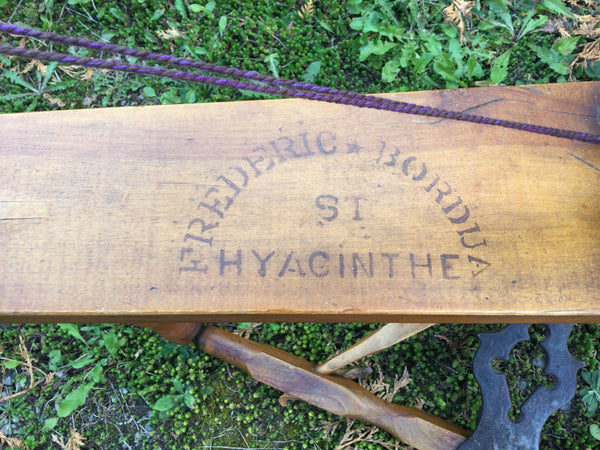 FREDERIC ★ BORDUA
ST
HYACINTHE